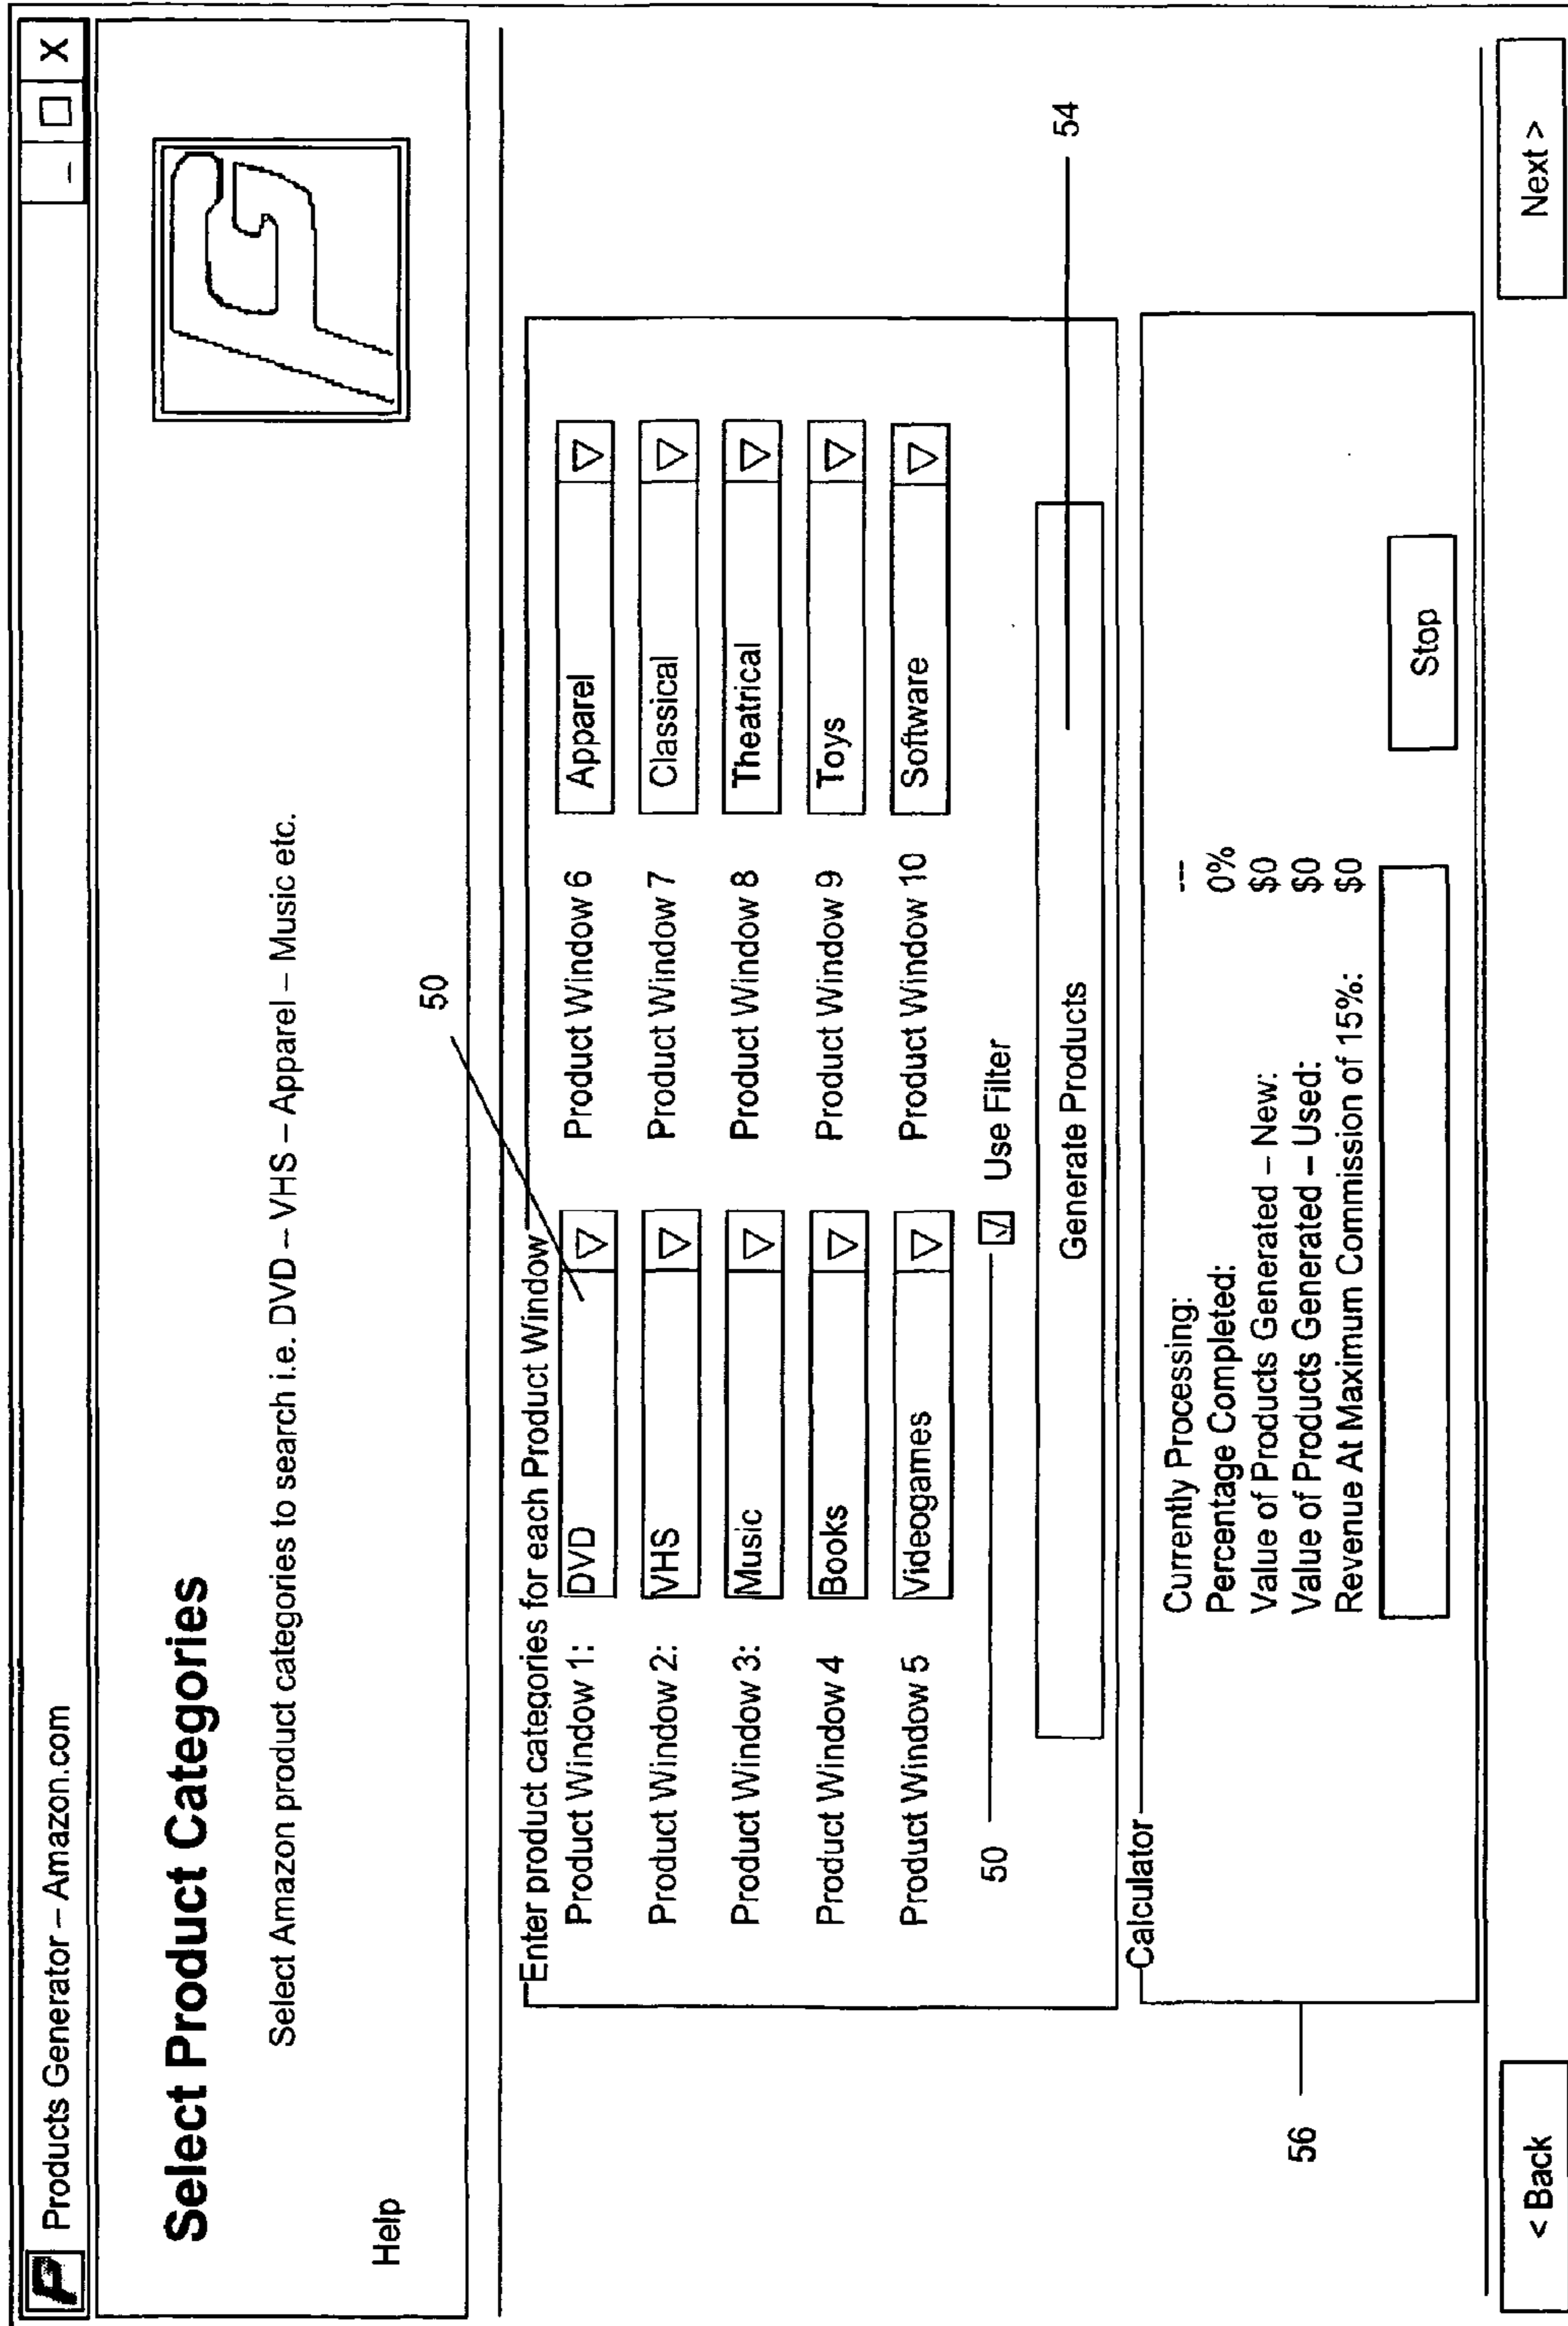 Products Generator – Amazon.com
_ □ X
Select Product Categories
Select Amazon product categories to search i.e. DVD – VHS – Apparel – Music etc.
Help
50
Enter product categories for each Product Window
Product Window 1: DVD Product Window 6 Apparel
Product Window 2: VHS Product Window 7 Classical
Product Window 3: Music Product Window 8 Theatrical
Product Window 4 Books Product Window 9 Toys
Product Window 5 Videogames Product Window 10 Software
50 Use Filter
Generate Products 54
Calculator
56
Currently Processing: ---
Percentage Completed: 0%
Value of Products Generated – New: $0
Value of Products Generated – Used: $0
Revenue At Maximum Commission of 15%: $0
Stop
< Back Next >